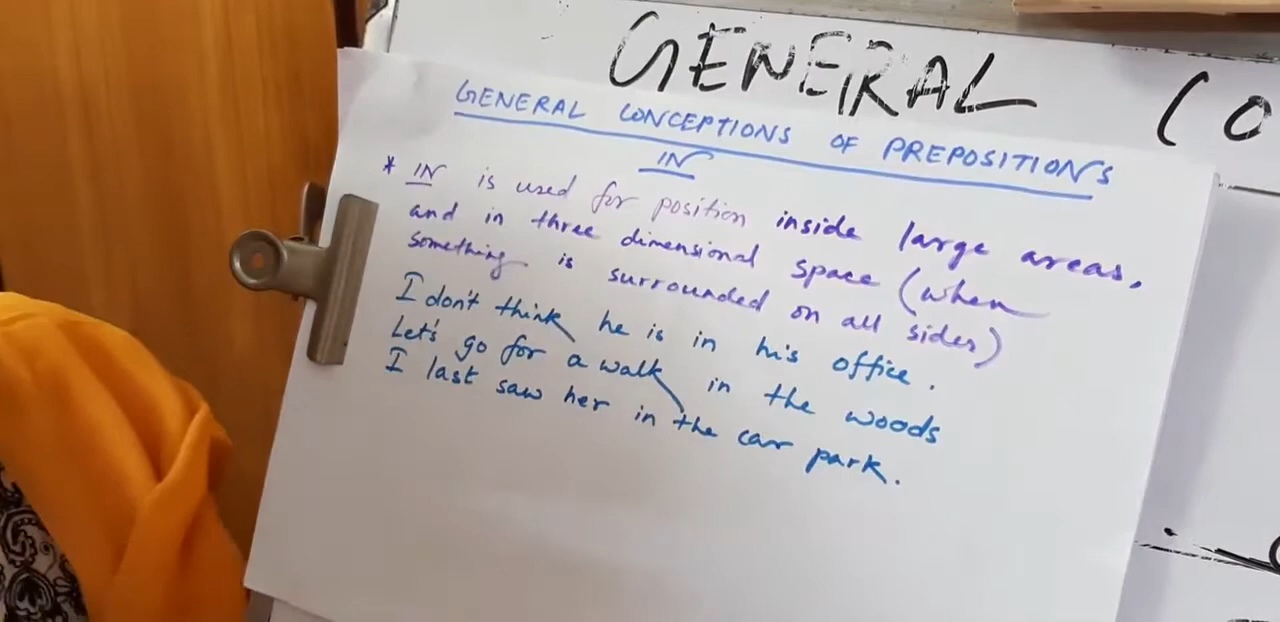 GENERAL CO
GENERAL CONCEPTIONS OF PREPOSITIONS
IN
* IN is used for position inside large areas,
and in three dimensional space (when
something is surrounded on all sides)
I don't think he is in his office.
Let's go for a walk in the woods
I last saw her in the car park.